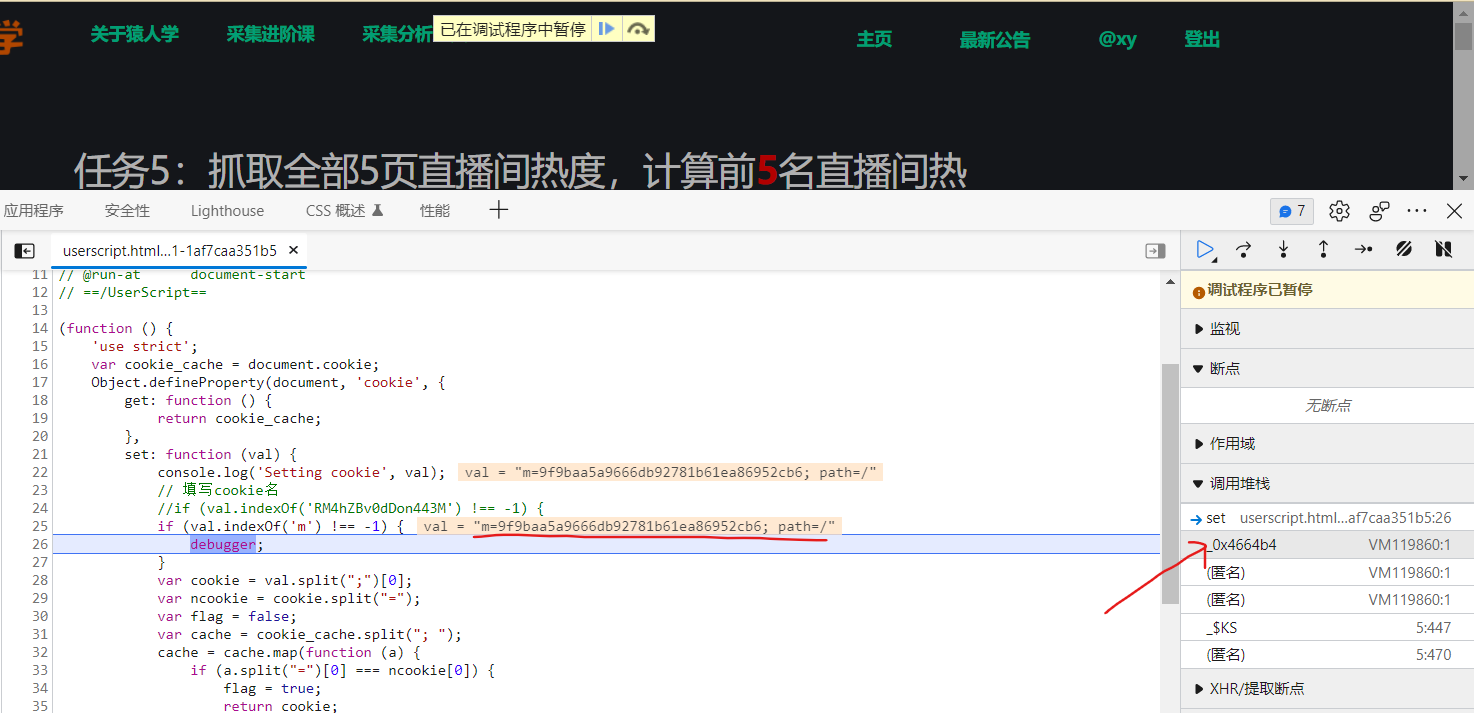 学
关于猿人学 采集进阶课 采集分析 已在调试程序中暂停 主页 最新公告 @xy 登出
任务5：抓取全部5页直播间热度，计算前5名直播间热
应用程序 安全性 Lighthouse CSS 概述 性能 7
userscript.html...1-1af7caa351b5
11 // @run-at document-start
12 // ==/UserScript==
13
14 (function () {
15 'use strict';
16 var cookie_cache = document.cookie;
17 Object.defineProperty(document, 'cookie', {
18 get: function () {
19 return cookie_cache;
20 },
21 set: function (val) {
22 console.log('Setting cookie', val); val = "m=9f9baa5a9666db92781b61ea86952cb6; path=/"
23 // 填写cookie名
24 //if (val.indexOf('RM4hZBv0dDon443M') !== -1) {
25 if (val.indexOf('m') !== -1) { val = "m=9f9baa5a9666db92781b61ea86952cb6; path=/"
26 debugger;
27 }
28 var cookie = val.split(";")[0];
29 var ncookie = cookie.split("=");
30 var flag = false;
31 var cache = cookie_cache.split("; ");
32 cache = cache.map(function (a) {
33 if (a.split("=")[0] === ncookie[0]) {
34 flag = true;
35 return cookie;
调试程序已暂停
监视
断点
无断点
作用域
调用堆栈
set userscript.html...af7caa351b5:26
_0x4664b4 VM119860:1
(匿名) VM119860:1
(匿名) VM119860:1
_$KS 5:447
(匿名) 5:470
XHR/提取断点